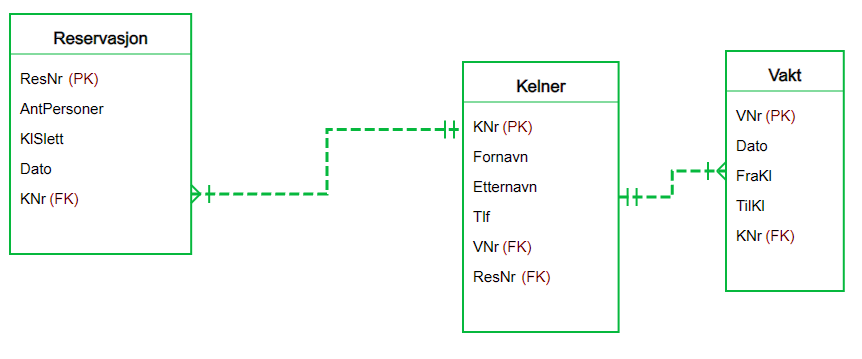 Reservasjon
ResNr (PK)
AntPersoner
KlSlett
Dato
KNr (FK)
Kelner
KNr (PK)
Fornavn
Etternavn
Tlf
VNr (FK)
ResNr (FK)
Vakt
VNr (PK)
Dato
FraKl
TilKl
KNr (FK)